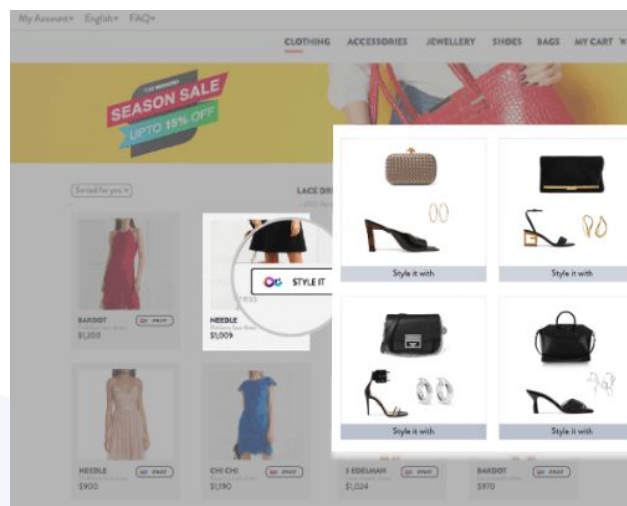 My Account English FAQ
CLOTHING ACCESSORIES JEWELLERY SHOES BAGS MY CART
SEASON SALE
UPTO 15% OFF
Sorted for you
LACE
STYLE IT
BARDOT
$1,200
NEEDLE
$1,009
Style it with
Style it with
Style it with
Style it with
NEEDLE
$900
CHI CHI
$1,190
S EDELMAN
$1,024
BARDOT
$970